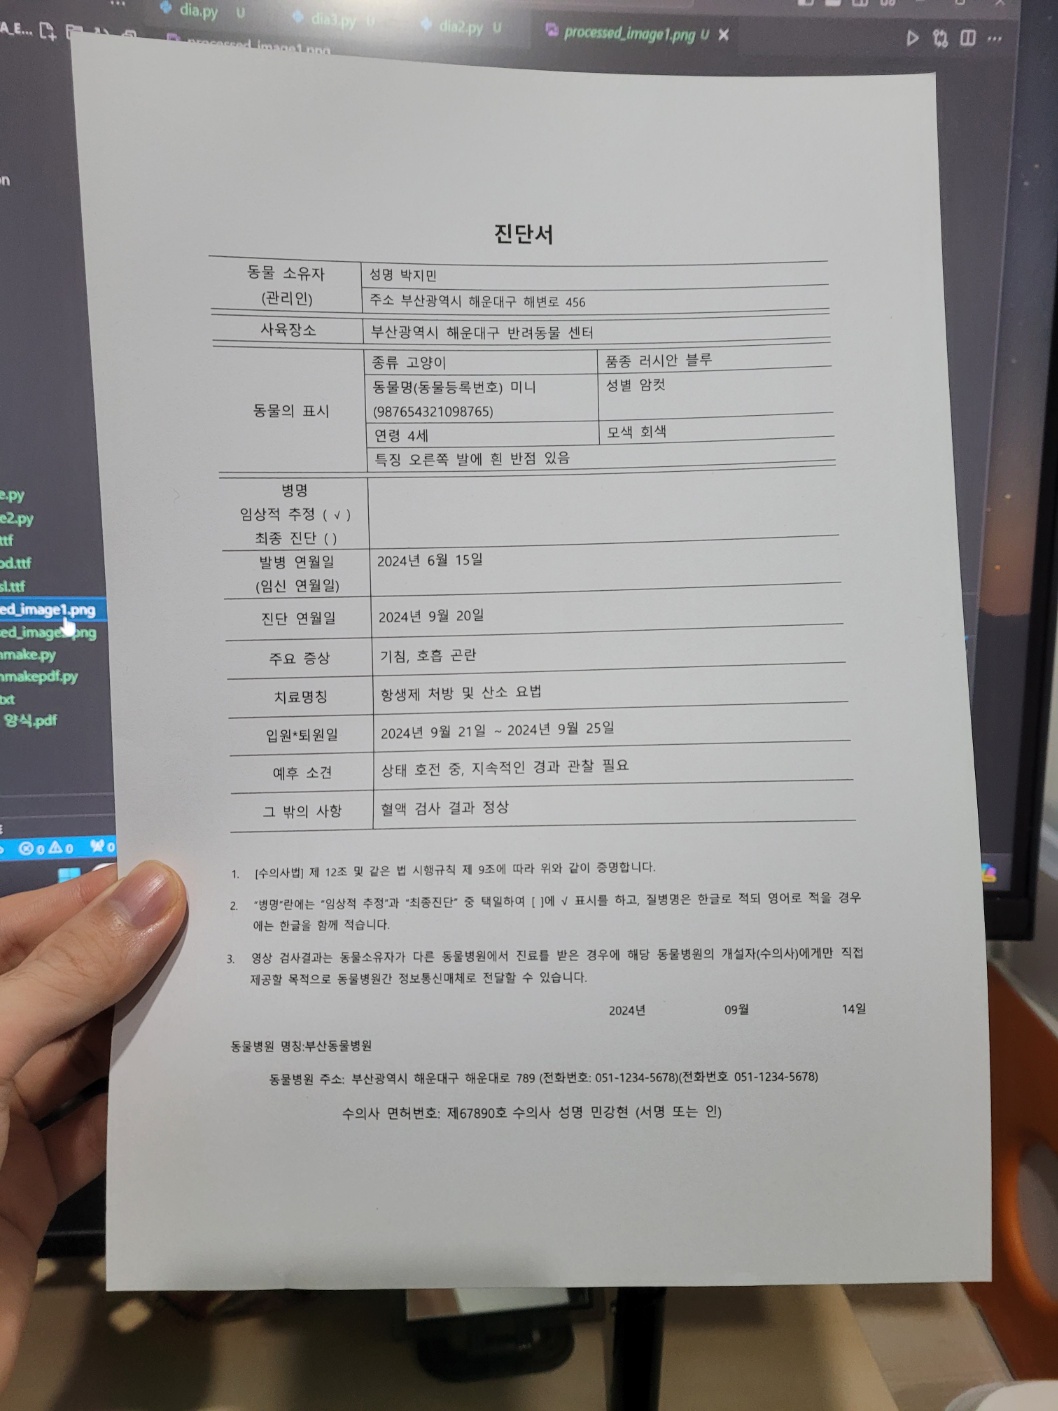 dia.py U
dia3.py U
dia2.py U
processed_image1.png U
A_E...
processed_image1.png
진단서
동물 소유자
(관리인)
성명 박지민
주소 부산광역시 해운대구 해변로 456
사육장소
부산광역시 해운대구 반려동물 센터
동물의 표시
종류 고양이
품종 러시안 블루
동물명(동물등록번호) 미니
(987654321098765)
성별 암컷
연령 4세
모색 회색
특징 오른쪽 발에 흰 반점 있음
병명
임상적 추정 ( √ )
최종 진단 ( )
발병 연월일
(임신 연월일)
2024년 6월 15일
진단 연월일
2024년 9월 20일
주요 증상
기침, 호흡 곤란
치료명칭
항생제 처방 및 산소 요법
입원*퇴원일
2024년 9월 21일 ~ 2024년 9월 25일
예후 소견
상태 호전 중, 지속적인 경과 관찰 필요
그 밖의 사항
혈액 검사 결과 정상
1. [수의사법] 제 12조 및 같은 법 시행규칙 제 9조에 따라 위와 같이 증명합니다.
2. "병명"란에는 "임상적 추정"과 "최종진단" 중 택일하여 [ ]에 √ 표시를 하고, 질병명은 한글로 적되 영어로 적을 경우
에는 한글을 함께 적습니다.
3. 영상 검사결과는 동물소유자가 다른 동물병원에서 진료를 받은 경우에 해당 동물병원의 개설자(수의사)에게만 직접
제공할 목적으로 동물병원간 정보통신매체로 전달할 수 있습니다.
2024년 09월 14일
동물병원 명칭:부산동물병원
동물병원 주소: 부산광역시 해운대구 해운대로 789 (전화번호: 051-1234-5678)(전화번호 051-1234-5678)
수의사 면허번호: 제67890호 수의사 성명 민강현 (서명 또는 인)
e.py
e2.py
ttf
od.ttf
sl.ttf
ed_image1.png
nmake.py
nmakepdf.py
txt
양식.pdf
0 0 0